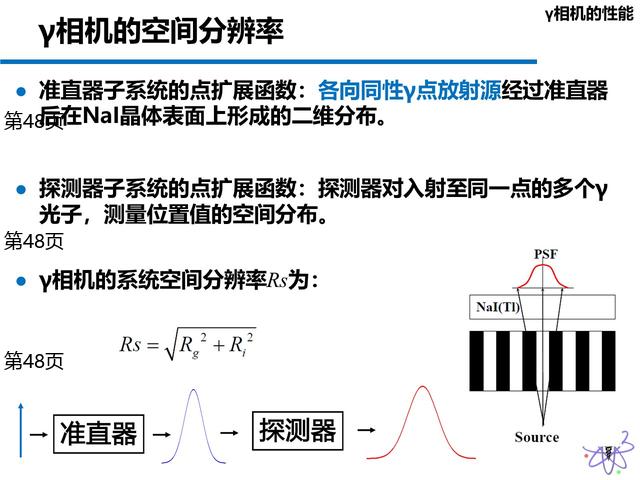 γ相机的性能
γ相机的空间分辨率
准直器子系统的点扩展函数：各向同性γ点放射源经过准直器
后在NaI晶体表面上形成的二维分布。
第48页
探测器子系统的点扩展函数：探测器对入射至同一点的多个γ
光子，测量位置值的空间分布。
第48页
γ相机的系统空间分辨率Rs为：
PSF
NaI(Tl)
Rs = √(R_g² + R_i²)
第48页
准直器
探测器
Source